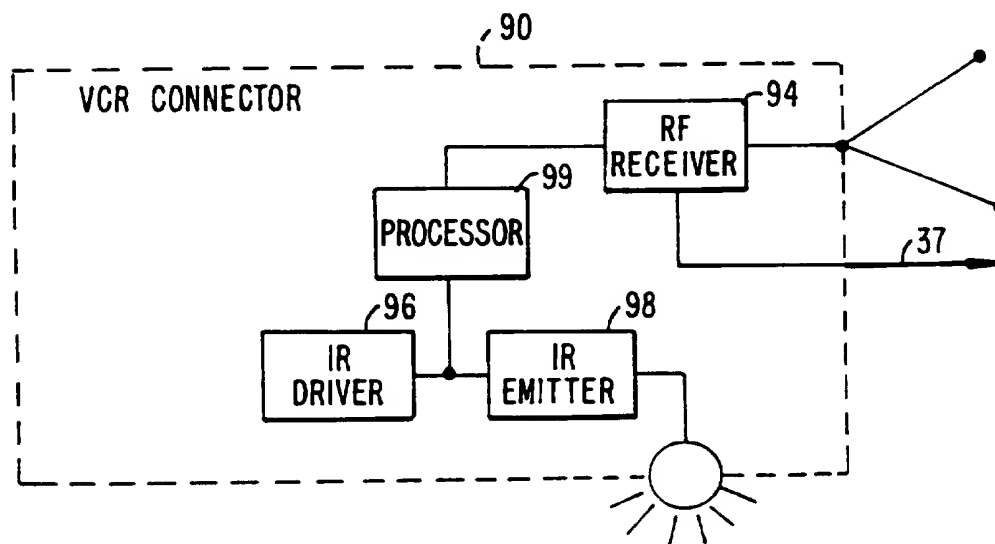 90
VCR CONNECTOR
94
RF
RECEIVER
99
PROCESSOR
37
96
IR
DRIVER
98
IR
EMITTER